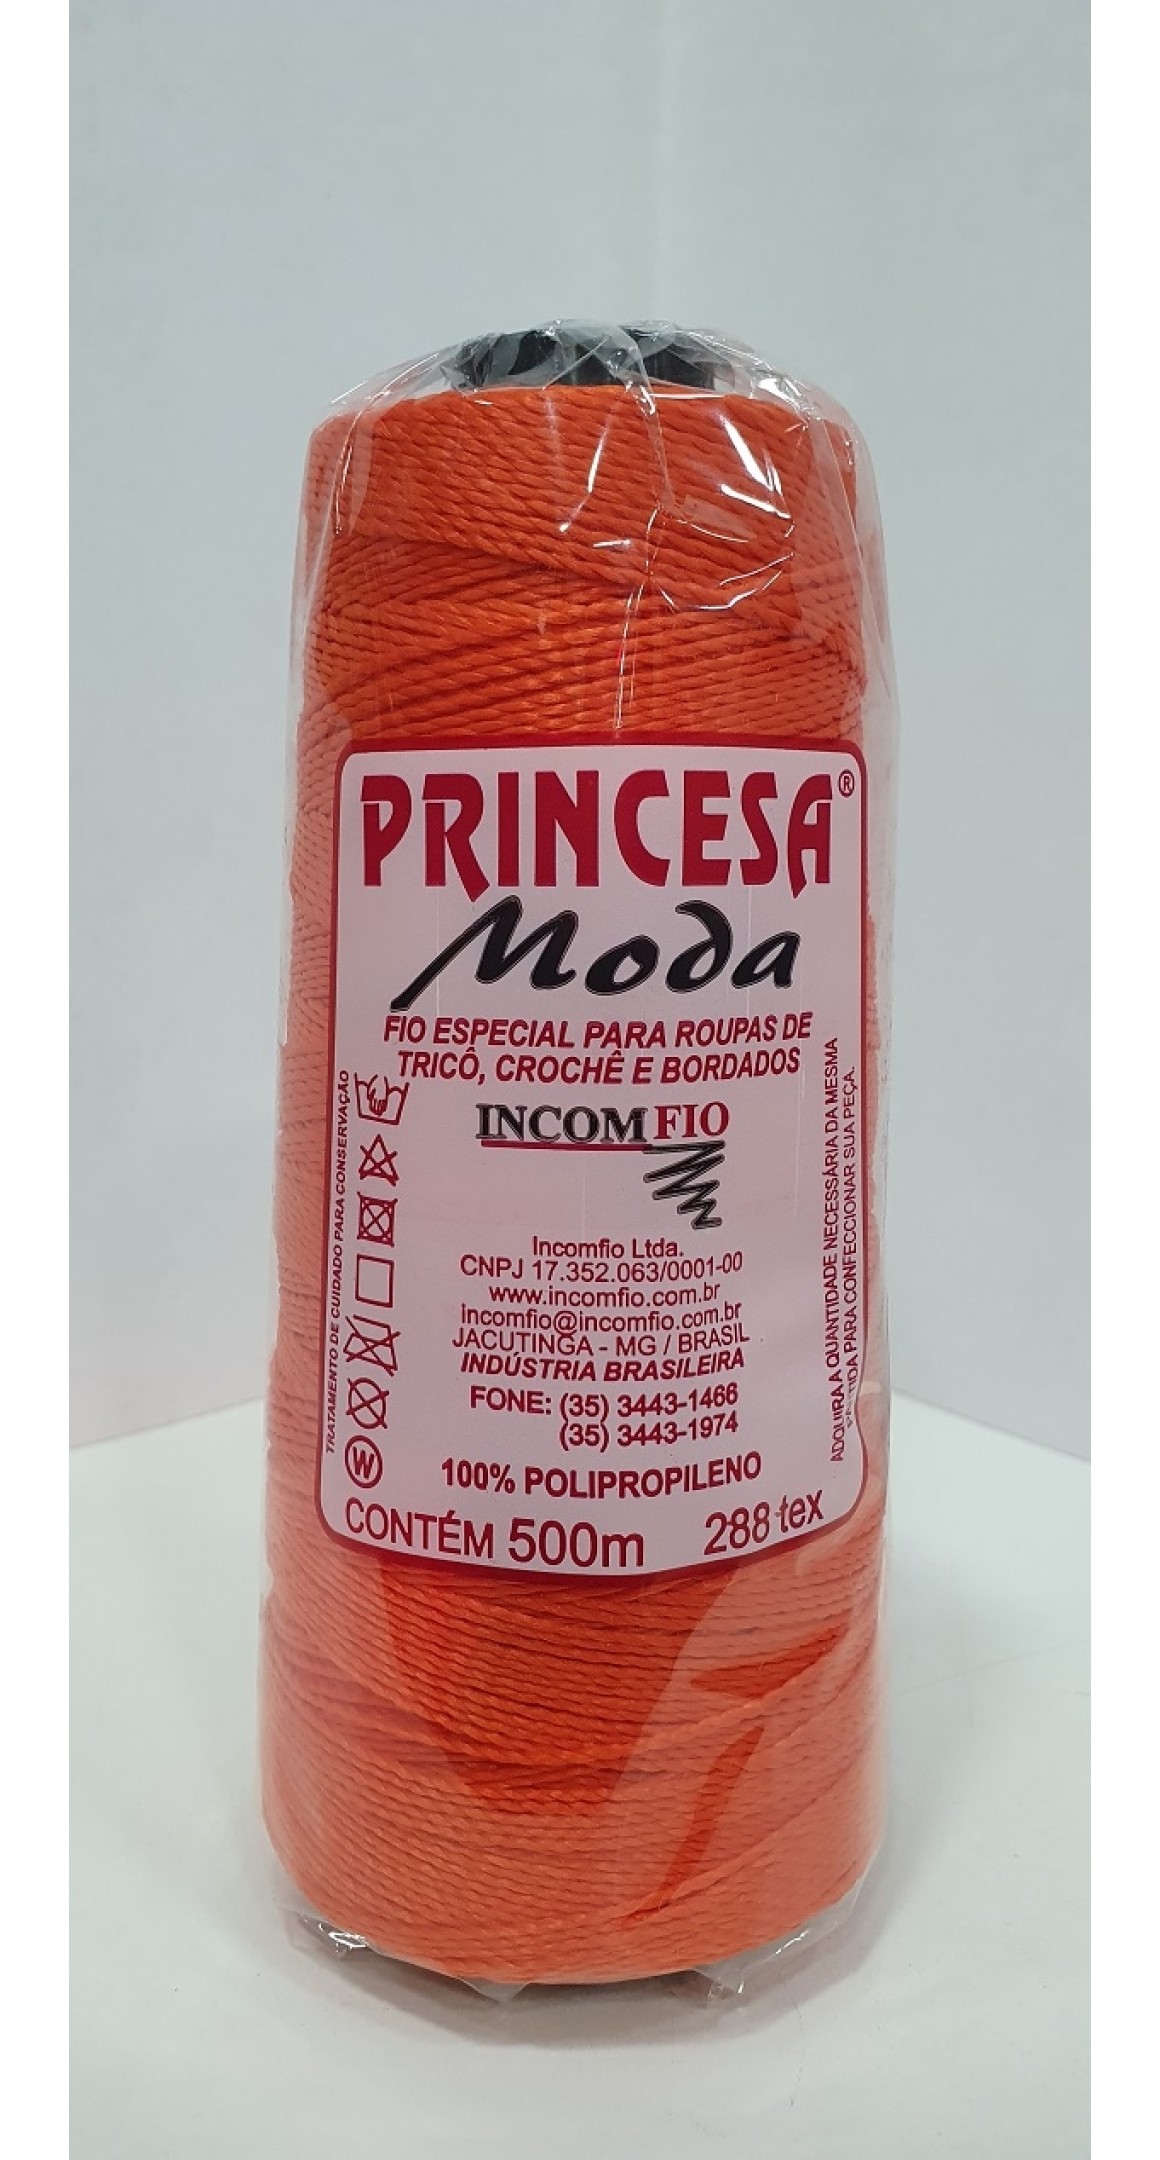 PRINCESA®
Moda
FIO ESPECIAL PARA ROUPAS DE
TRICÔ, CROCHÊ E BORDADOS
INCOMFIO
Incomfio Ltda.
CNPJ 17.352.063/0001-00
www.incomfio.com.br
incomfio@incomfio.com.br
JACUTINGA - MG / BRASIL
INDÚSTRIA BRASILEIRA
FONE: (35) 3443-1466
(35) 3443-1974
100% POLIPROPILENO
CONTÉM 500m 288 tex
TRATAMENTO DE CUIDADO PARA CONSERVAÇÃO
W
ADQUIRA A QUANTIDADE NECESSÁRIA DA MESMA
PARTIDA PARA CONFECCIONAR SUA PEÇA.